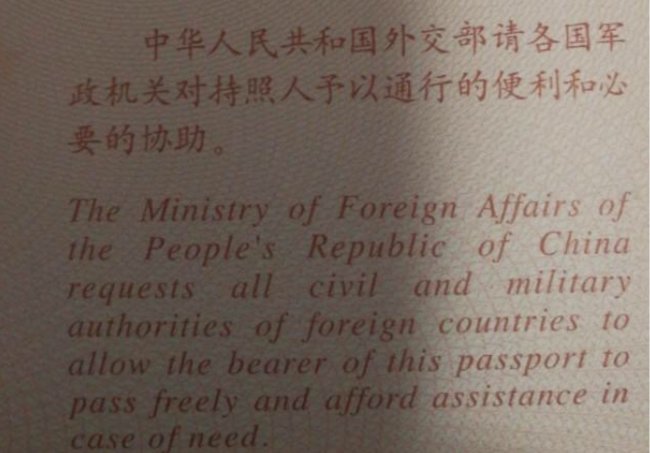 中华人民共和国外交部请各国军
政机关对持照人予以通行的便利和必
要的协助。
The Ministry of Foreign Affairs of
the People's Republic of China
requests all civil and military
authorities of foreign countries to
allow the bearer of this passport to
pass freely and afford assistance in
case of need.